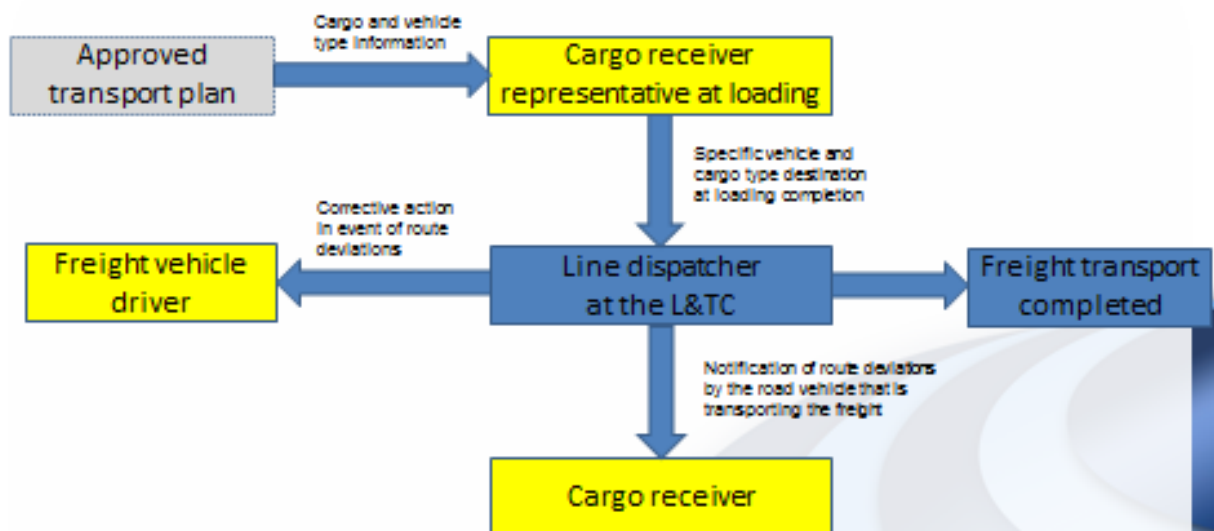 Cargo and vehicle
type information
Approved
transport plan
Cargo receiver
representative at loading
Specific vehicle and
cargo type destination
at loading completion
Corrective action
in event of route
deviations
Freight vehicle
driver
Line dispatcher
at the L&TC
Freight transport
completed
Notification of route deviations
by the road vehicle that is
transporting the freight
Cargo receiver